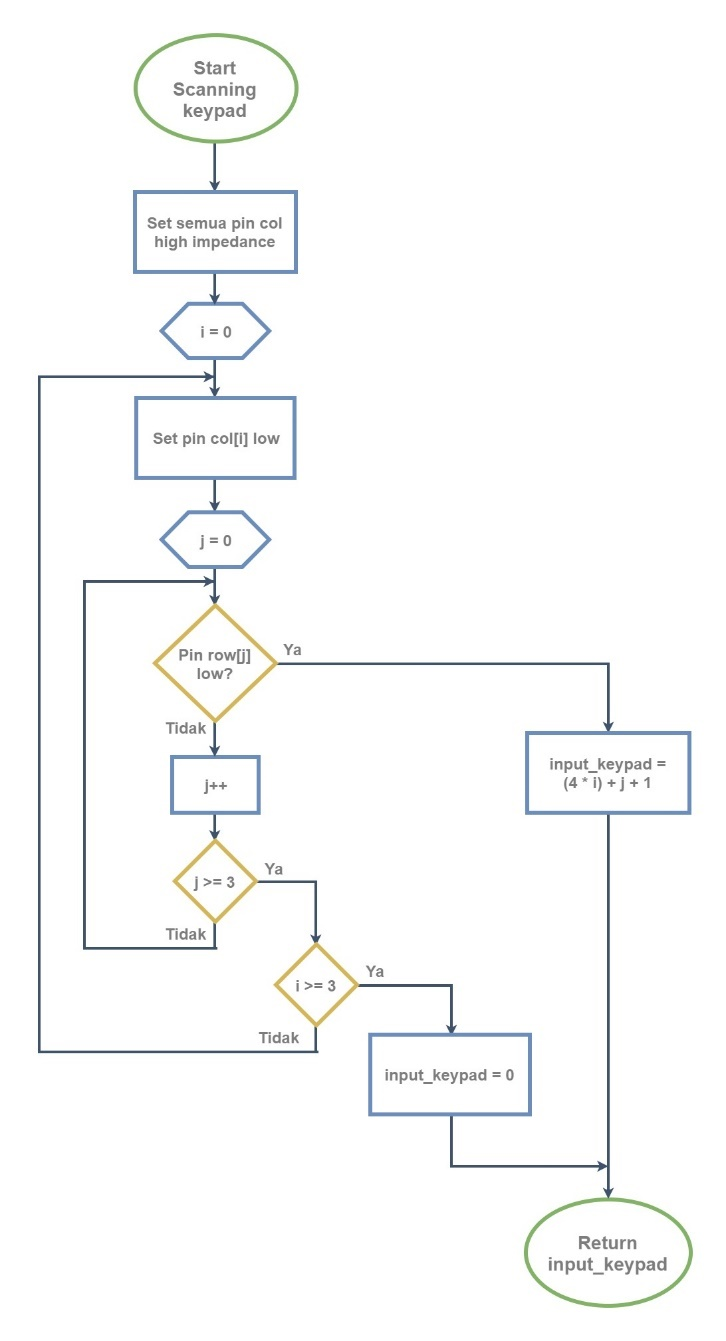 Start
Scanning
keypad
Set semua pin col
high impedance
i = 0
Set pin col[i] low
j = 0
Pin row[j]
low?
Ya
Tidak
input_keypad =
(4 * i) + j + 1
j++
j >= 3
Ya
Tidak
i >= 3
Ya
Tidak
input_keypad = 0
Return
input_keypad